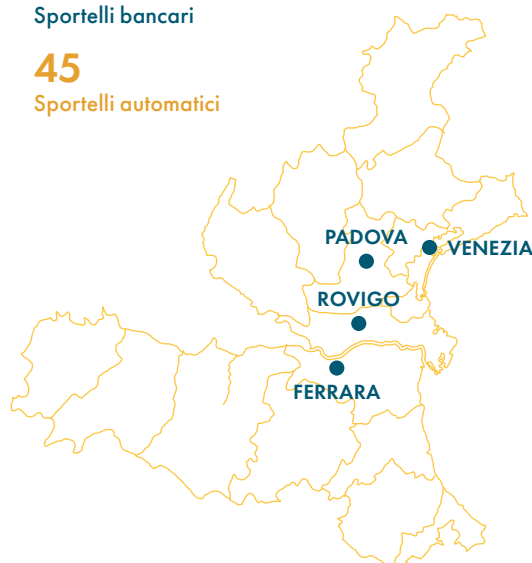 Sportelli bancari
45
Sportelli automatici
PADOVA
VENEZIA
ROVIGO
FERRARA